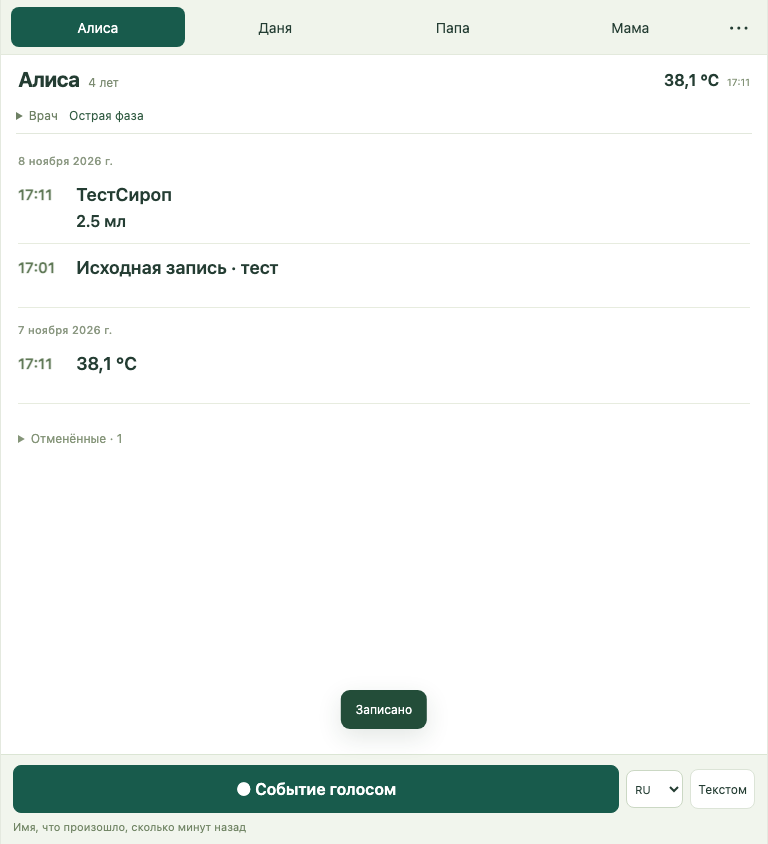 Алиса Даня Папа Мама ...
Алиса 4 лет 38,1 °C 17:11
Врач Острая фаза
8 ноября 2026 г.
17:11 ТестСироп
2.5 мл
17:01 Исходная запись · тест
7 ноября 2026 г.
17:11 38,1 °C
Отменённые · 1
Записано
Событие голосом RU Текстом
Имя, что произошло, сколько минут назад